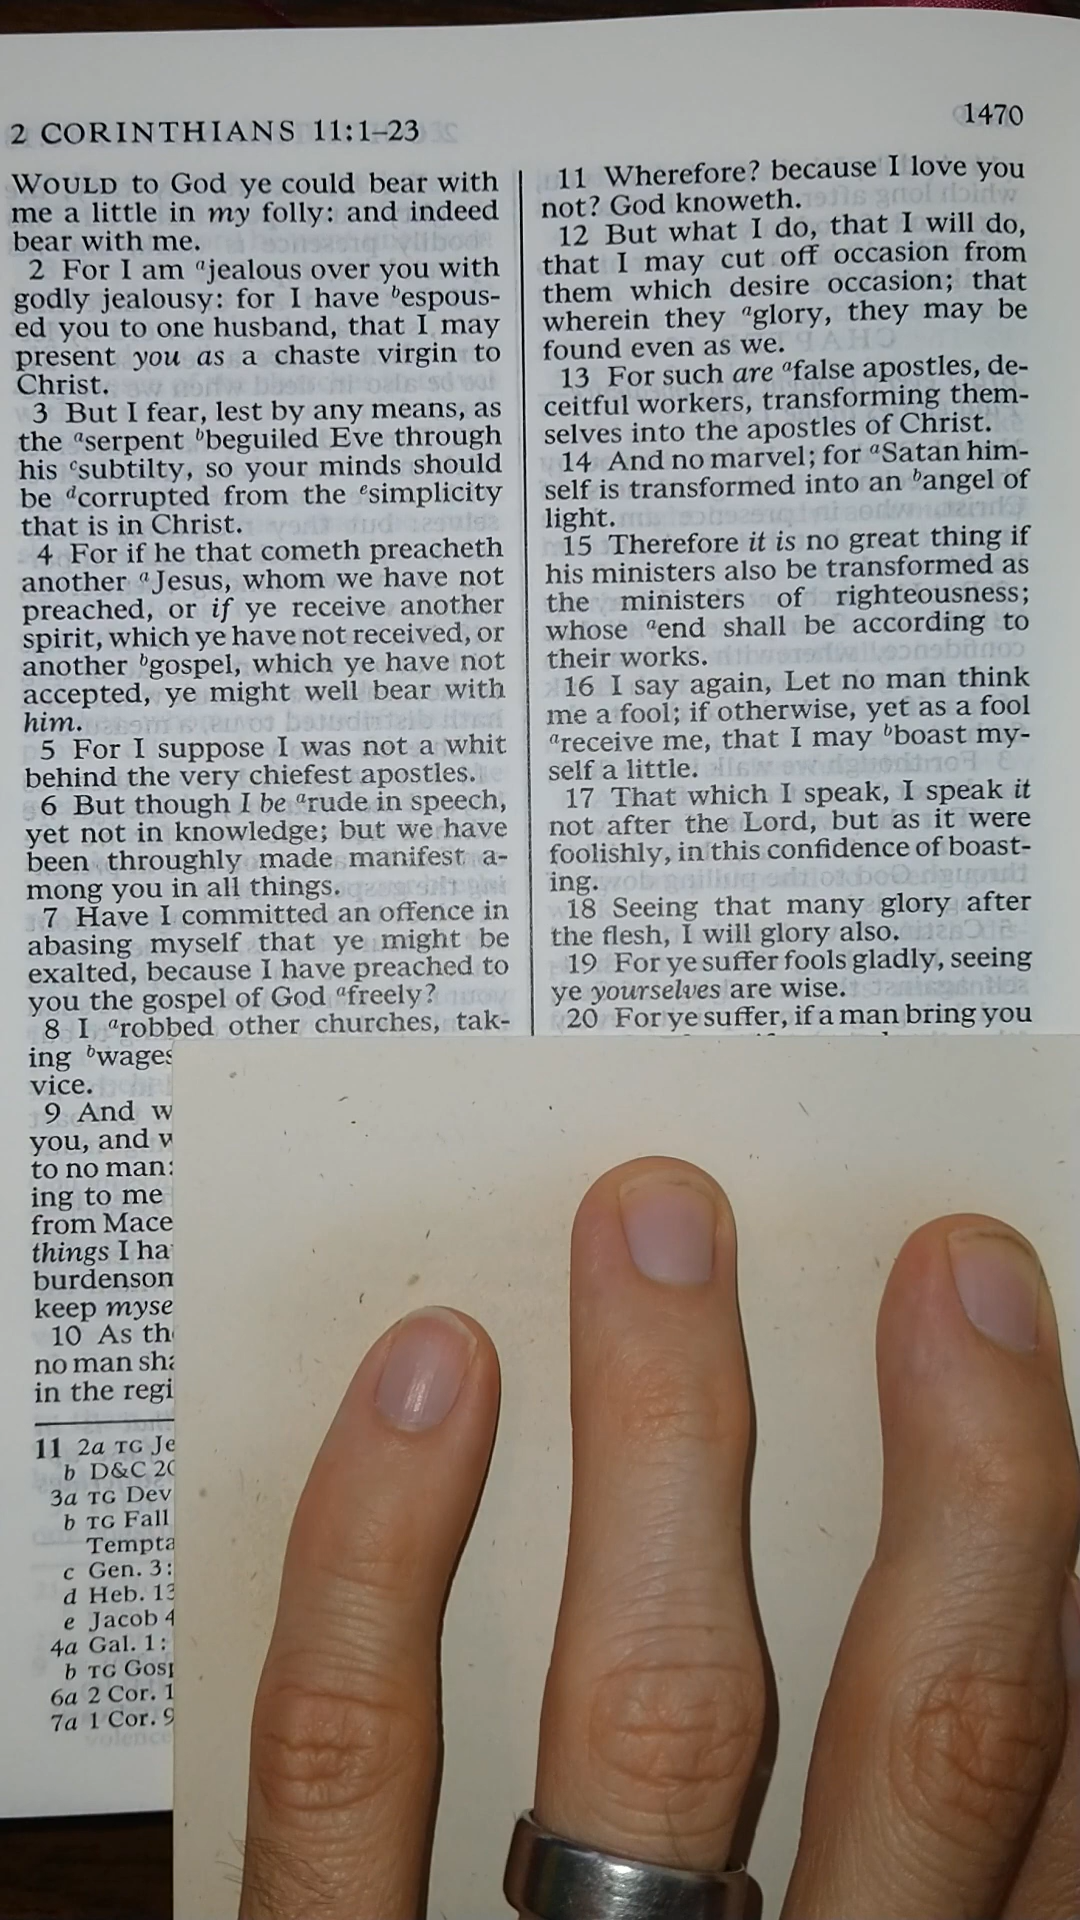 2 CORINTHIANS 11:1–23
1470
WOULD to God ye could bear with
me a little in my folly: and indeed
bear with me.
2 For I am ajealous over you with
godly jealousy: for I have bespous-
ed you to one husband, that I may
present you as a chaste virgin to
Christ.
3 But I fear, lest by any means, as
the aserpent bbeguiled Eve through
his csubtilty, so your minds should
be dcorrupted from the esimplicity
that is in Christ.
4 For if he that cometh preacheth
another aJesus, whom we have not
preached, or if ye receive another
spirit, which ye have not received, or
another bgospel, which ye have not
accepted, ye might well bear with
him.
5 For I suppose I was not a whit
behind the very chiefest apostles.
6 But though I be arude in speech,
yet not in knowledge; but we have
been throughly made manifest a-
mong you in all things.
7 Have I committed an offence in
abasing myself that ye might be
exalted, because I have preached to
you the gospel of God afreely?
8 I arobbed other churches, tak-
ing bwages
vice.
9 And w
you, and w
to no man:
ing to me
from Mace
things I ha
burdenson
keep myse
10 As th
no man sha
in the regi
11 2a TG Je
b D&C 20
3a TG Dev
b TG Fall
Tempta
c Gen. 3:
d Heb. 13
e Jacob 4
4a Gal. 1:
b TG Gosp
6a 2 Cor. 1
7a 1 Cor. 9
11 Wherefore? because I love you
not? God knoweth.
12 But what I do, that I will do,
that I may cut off occasion from
them which desire occasion; that
wherein they aglory, they may be
found even as we.
13 For such are afalse apostles, de-
ceitful workers, transforming them-
selves into the apostles of Christ.
14 And no marvel; for aSatan him-
self is transformed into an bangel of
light.
15 Therefore it is no great thing if
his ministers also be transformed as
the ministers of righteousness;
whose aend shall be according to
their works.
16 I say again, Let no man think
me a fool; if otherwise, yet as a fool
areceive me, that I may bboast my-
self a little.
17 That which I speak, I speak it
not after the Lord, but as it were
foolishly, in this confidence of boast-
ing.
18 Seeing that many glory after
the flesh, I will glory also.
19 For ye suffer fools gladly, seeing
ye yourselves are wise.
20 For ye suffer, if a man bring you